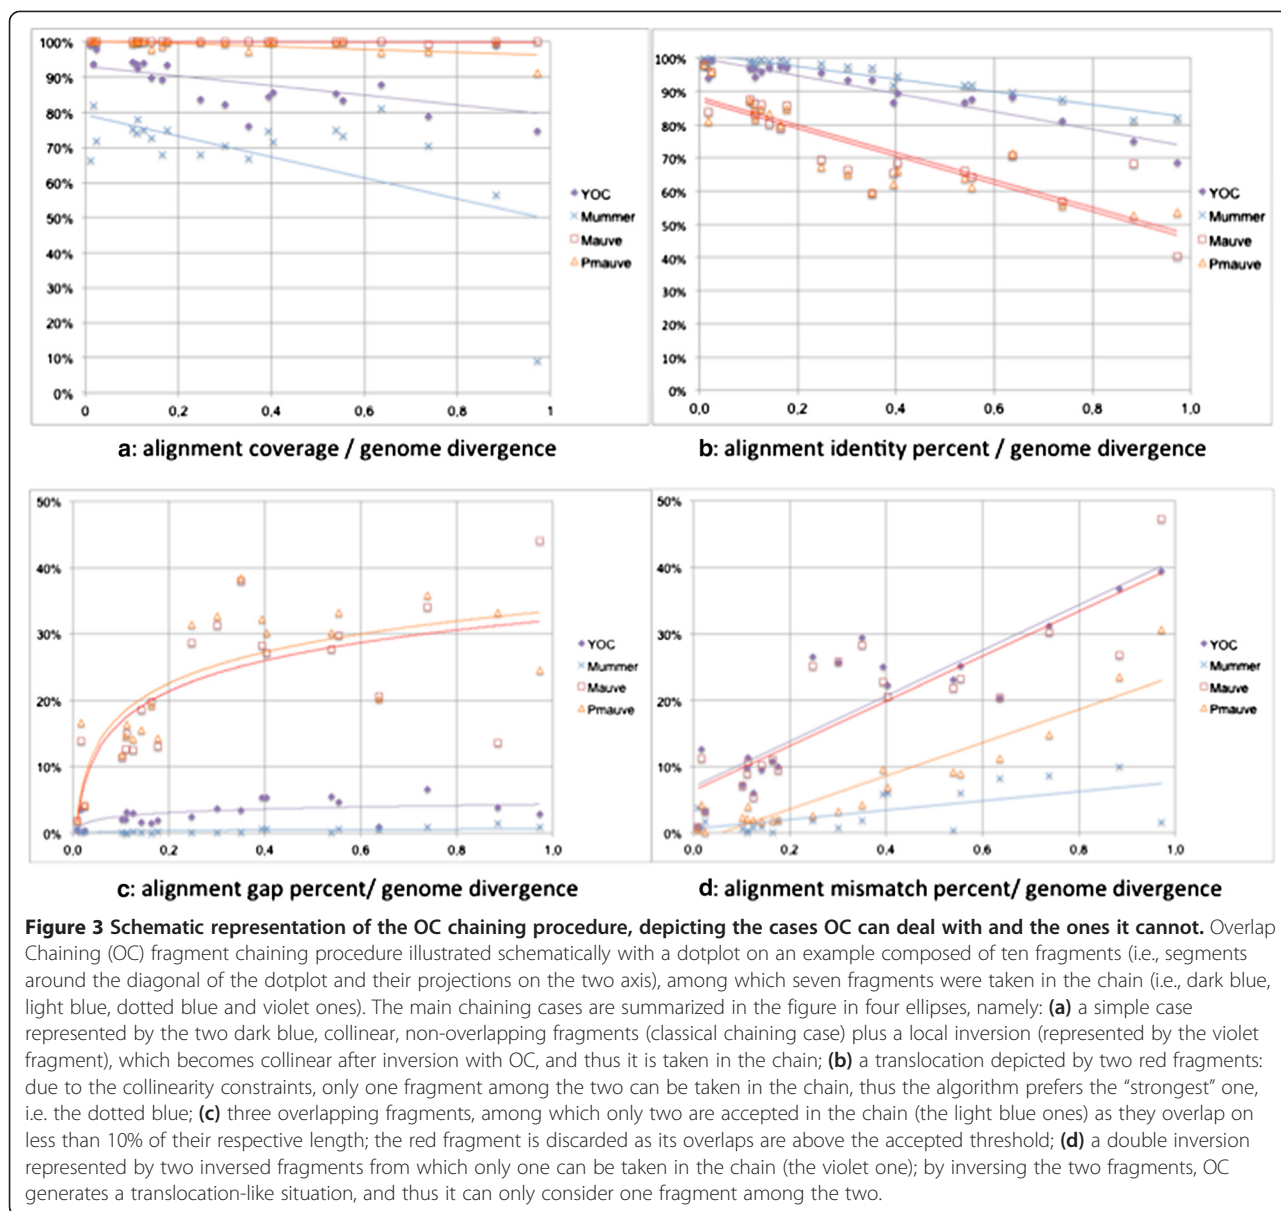 100%
90%
80%
70%
60%
50%
40%
30%
20%
10%
0%
0
0,2
0,4
0,6
0,8
1
YOC
Mummer
Mauve
Pmauve
a: alignment coverage / genome divergence
100%
90%
80%
70%
60%
50%
40%
30%
20%
10%
0%
0,0
0,2
0,4
0,6
0,8
1,0
YOC
Mummer
Mauve
Pmauve
b: alignment identity percent / genome divergence
50%
40%
30%
20%
10%
0%
0,0
0,2
0,4
0,6
0,8
1,0
YOC
Mummer
Mauve
Pmauve
c: alignment gap percent/ genome divergence
50%
40%
30%
20%
10%
0%
0,0
0,2
0,4
0,6
0,8
1,0
YOC
Mummer
Mauve
Pmauve
d: alignment mismatch percent/ genome divergence
Figure 3 Schematic representation of the OC chaining procedure, depicting the cases OC can deal with and the ones it cannot. Overlap
Chaining (OC) fragment chaining procedure illustrated schematically with a dotplot on an example composed of ten fragments (i.e., segments
around the diagonal of the dotplot and their projections on the two axis), among which seven fragments were taken in the chain (i.e., dark blue,
light blue, dotted blue and violet ones). The main chaining cases are summarized in the figure in four ellipses, namely: (a) a simple case
represented by the two dark blue, collinear, non-overlapping fragments (classical chaining case) plus a local inversion (represented by the violet
fragment), which becomes collinear after inversion with OC, and thus it is taken in the chain; (b) a translocation depicted by two red fragments:
due to the collinearity constraints, only one fragment among the two can be taken in the chain, thus the algorithm prefers the “strongest” one,
i.e. the dotted blue; (c) three overlapping fragments, among which only two are accepted in the chain (the light blue ones) as they overlap on
less than 10% of their respective length; the red fragment is discarded as its overlaps are above the accepted threshold; (d) a double inversion
represented by two inversed fragments from which only one can be taken in the chain (the violet one); by inversing the two fragments, OC
generates a translocation-like situation, and thus it can only consider one fragment among the two.